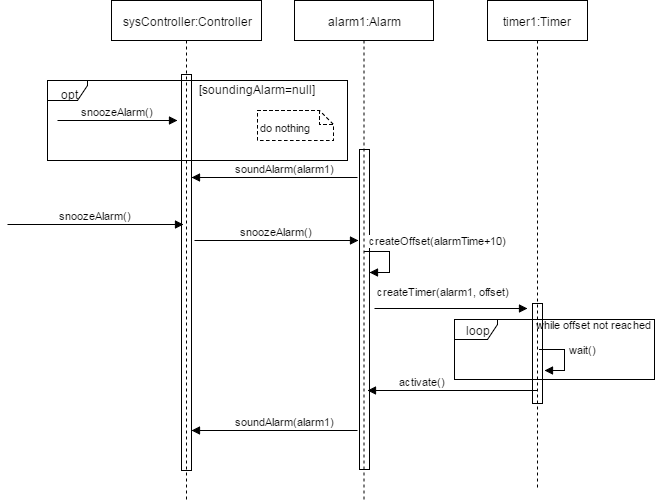 sysController:Controller
alarm1:Alarm
timer1:Timer
opt
[soundingAlarm=null]
snoozeAlarm()
do nothing
soundAlarm(alarm1)
snoozeAlarm()
snoozeAlarm()
createOffset(alarmTime+10)
createTimer(alarm1, offset)
loop
while offset not reached
wait()
activate()
soundAlarm(alarm1)